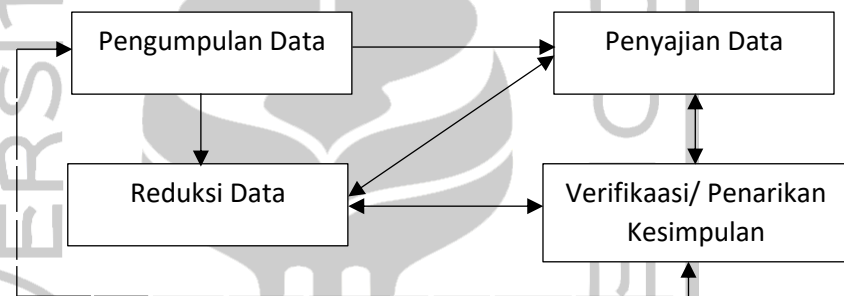 Pengumpulan Data
Penyajian Data
Reduksi Data
Verifikaasi/ Penarikan
Kesimpulan